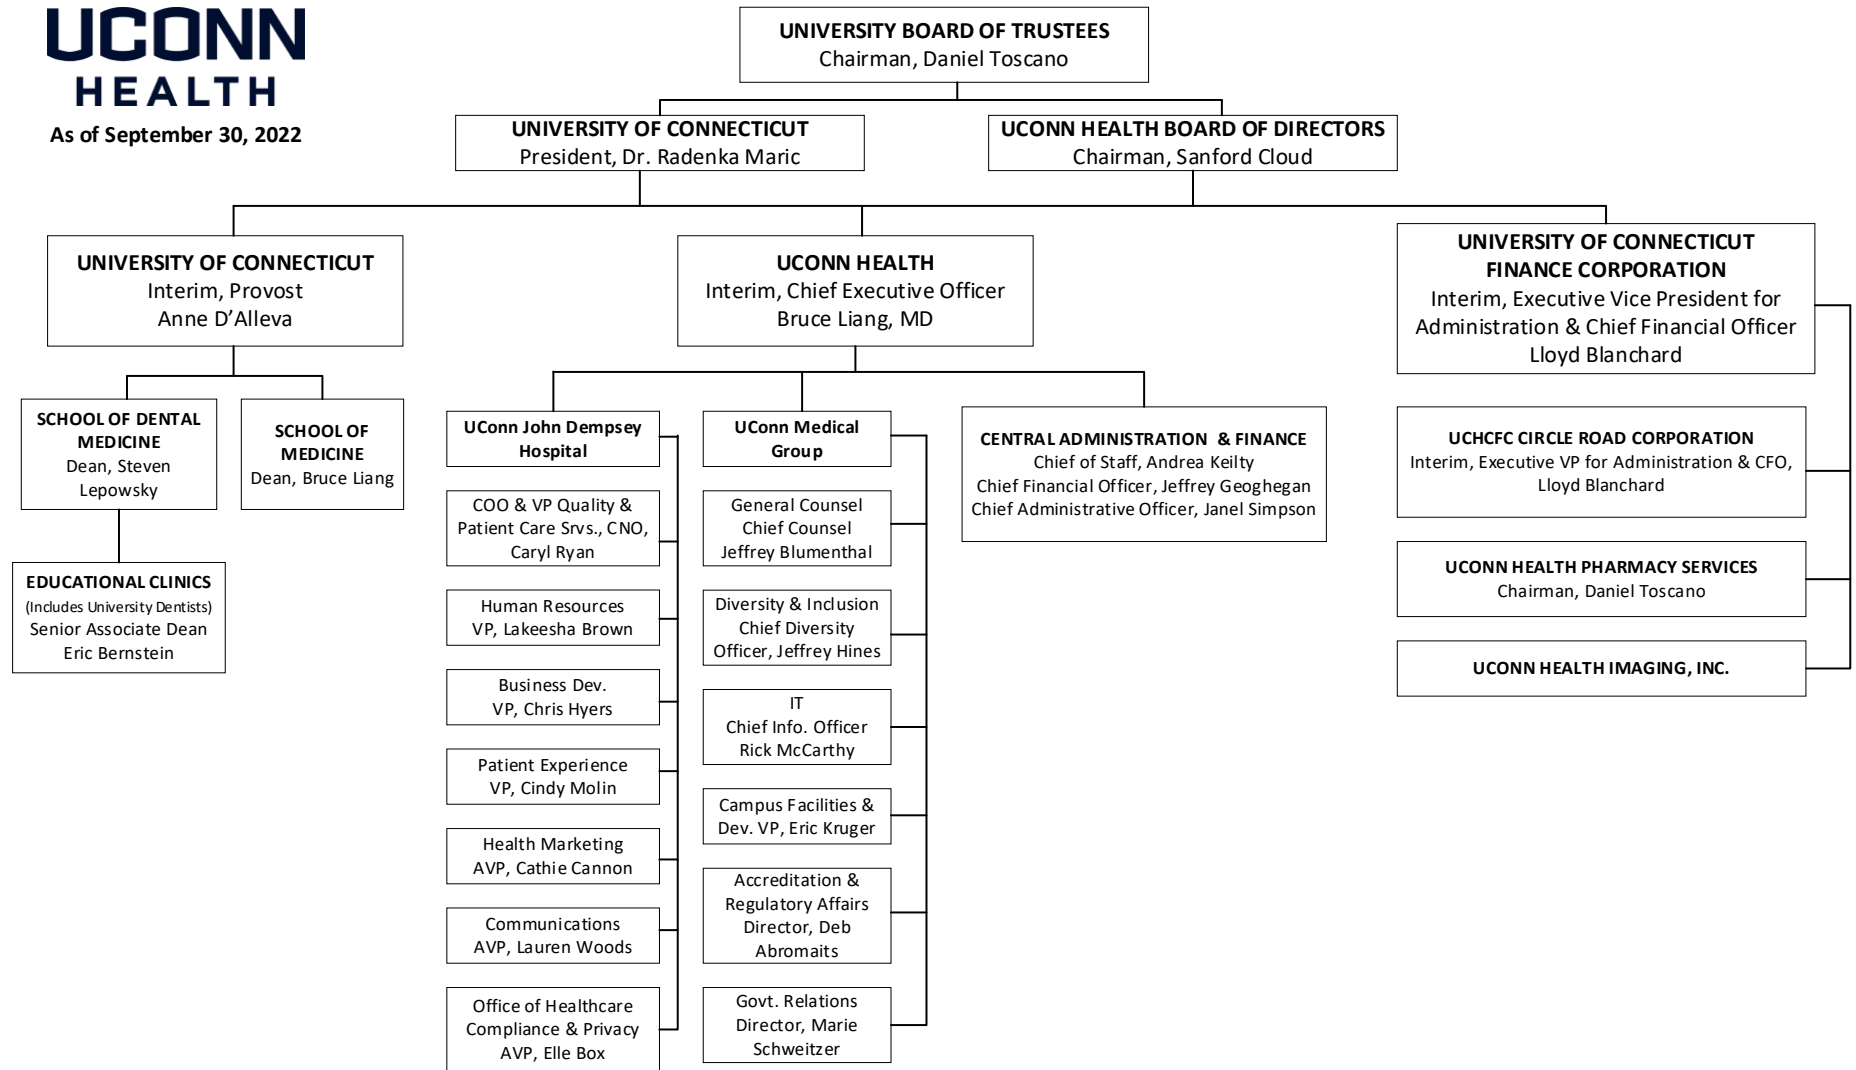 UCONN
HEALTH
As of September 30, 2022
UNIVERSITY BOARD OF TRUSTEES
Chairman, Daniel Toscano
UNIVERSITY OF CONNECTICUT
President, Dr. Radenka Maric
UCONN HEALTH BOARD OF DIRECTORS
Chairman, Sanford Cloud
UNIVERSITY OF CONNECTICUT
Interim, Provost
Anne D’Alleva
UCONN HEALTH
Interim, Chief Executive Officer
Bruce Liang, MD
UNIVERSITY OF CONNECTICUT
FINANCE CORPORATION
Interim, Executive Vice President for
Administration & Chief Financial Officer
Lloyd Blanchard
SCHOOL OF DENTAL
MEDICINE
Dean, Steven
Lepowsky
SCHOOL OF
MEDICINE
Dean, Bruce Liang
EDUCATIONAL CLINICS
(Includes University Dentists)
Senior Associate Dean
Eric Bernstein
UConn John Dempsey
Hospital
COO & VP Quality &
Patient Care Srvs., CNO,
Caryl Ryan
Human Resources
VP, Lakeesha Brown
Business Dev.
VP, Chris Hyers
Patient Experience
VP, Cindy Molin
Health Marketing
AVP, Cathie Cannon
Communications
AVP, Lauren Woods
Office of Healthcare
Compliance & Privacy
AVP, Elle Box
UConn Medical
Group
General Counsel
Chief Counsel
Jeffrey Blumenthal
Diversity & Inclusion
Chief Diversity
Officer, Jeffrey Hines
IT
Chief Info. Officer
Rick McCarthy
Campus Facilities &
Dev. VP, Eric Kruger
Accreditation &
Regulatory Affairs
Director, Deb
Abromaits
Govt. Relations
Director, Marie
Schweitzer
CENTRAL ADMINISTRATION & FINANCE
Chief of Staff, Andrea Keilty
Chief Financial Officer, Jeffrey Geoghegan
Chief Administrative Officer, Janel Simpson
UCHCFC CIRCLE ROAD CORPORATION
Interim, Executive VP for Administration & CFO,
Lloyd Blanchard
UCONN HEALTH PHARMACY SERVICES
Chairman, Daniel Toscano
UCONN HEALTH IMAGING, INC.